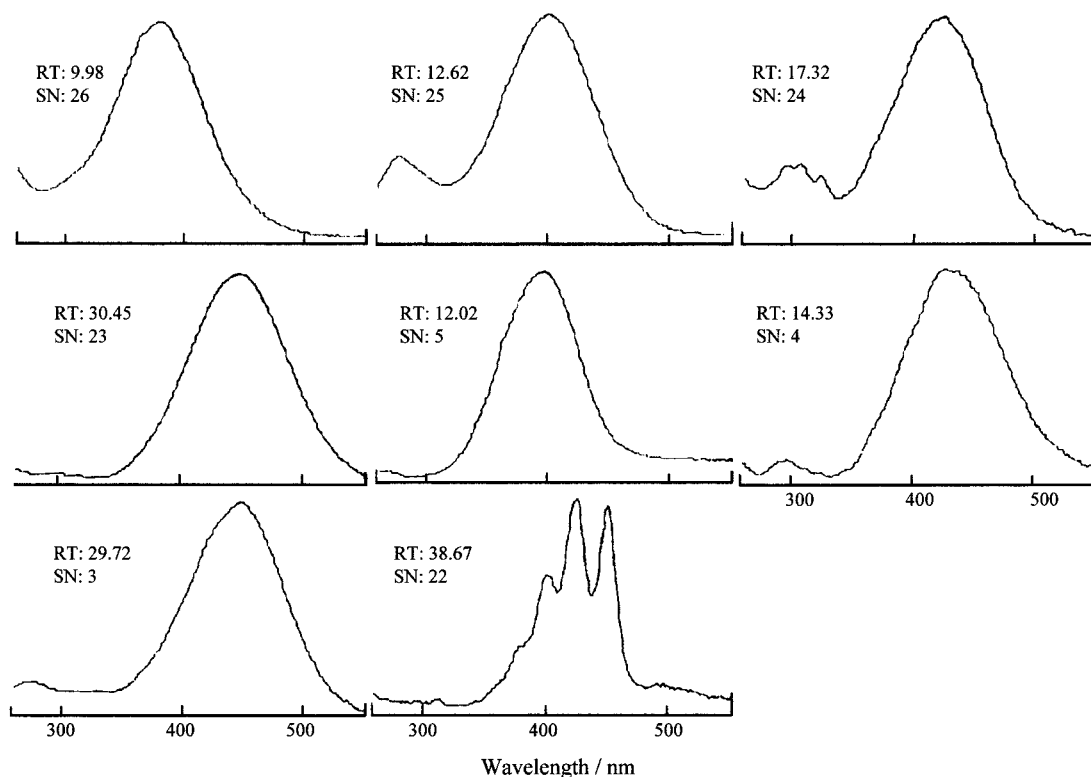 RT: 9.98
SN: 26
RT: 12.62
SN: 25
RT: 17.32
SN: 24
RT: 30.45
SN: 23
RT: 12.02
SN: 5
RT: 14.33
SN: 4
300 400 500
RT: 29.72
SN: 3
RT: 38.67
SN: 22
300 400 500 300 400 500
Wavelength / nm